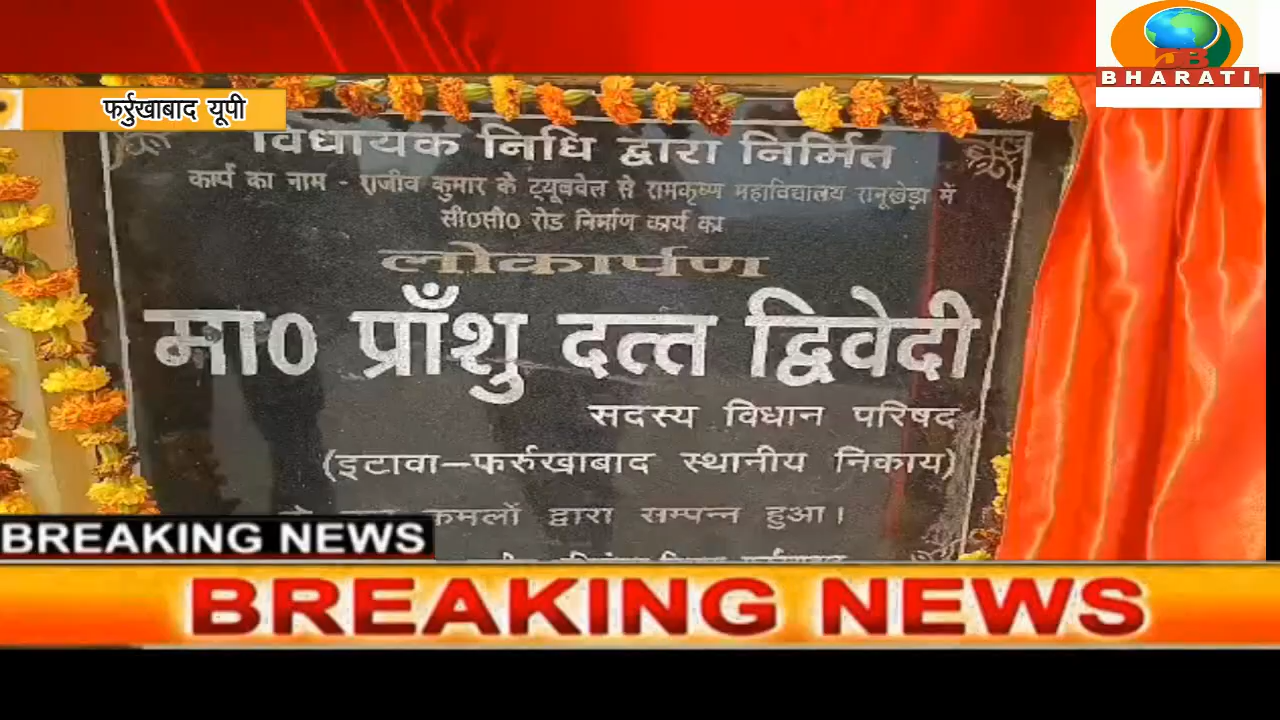 BHARATI
फर्रुखाबाद यूपी
विधायक निधि द्वारा निर्मित
कार्य का नाम - राजीव कुमार के ट्यूबवेल से रामकृष्ण महाविद्यालय रानूखेड़ा में
सी0सी0 रोड निर्माण कार्य का
लोकार्पण
मा0 प्राँशु दत्त द्विवेदी
सदस्य विधान परिषद
(इटावा–फर्रुखाबाद स्थानीय निकाय)
कमलों द्वारा सम्पन्न हुआ।
BREAKING NEWS
BREAKING NEWS